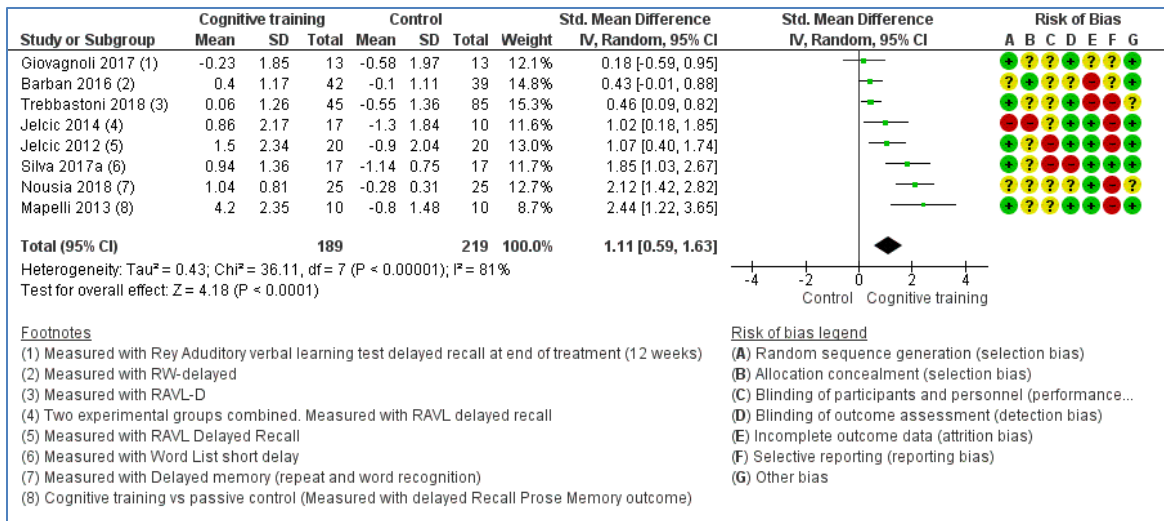 Cognitive training Control Std. Mean Difference Std. Mean Difference Risk of Bias
Study or Subgroup Mean SD Total Mean SD Total Weight IV, Random, 95% CI IV, Random, 95% CI A B C D E F G
Giovagnoli 2017 (1) -0.23 1.85 13 -0.58 1.97 13 12.1% 0.18 [-0.59, 0.95]
Barban 2016 (2) 0.4 1.17 42 -0.1 1.11 39 14.8% 0.43 [-0.01, 0.88]
Trebbastoni 2018 (3) 0.06 1.26 45 -0.55 1.36 85 15.3% 0.46 [0.09, 0.82]
Jelcic 2014 (4) 0.86 2.17 17 -1.3 1.84 10 11.6% 1.02 [0.18, 1.85]
Jelcic 2012 (5) 1.5 2.34 20 -0.9 2.04 20 13.0% 1.07 [0.40, 1.74]
Silva 2017a (6) 0.94 1.36 17 -1.14 0.75 17 11.7% 1.85 [1.03, 2.67]
Nousia 2018 (7) 1.04 0.81 25 -0.28 0.31 25 12.7% 2.12 [1.42, 2.82]
Mapelli 2013 (8) 4.2 2.35 10 -0.8 1.48 10 8.7% 2.44 [1.22, 3.65]
Total (95% CI) 189 219 100.0% 1.11 [0.59, 1.63]
Heterogeneity: Tau² = 0.43; Chi² = 36.11, df = 7 (P < 0.00001); I² = 81%
Test for overall effect: Z = 4.18 (P < 0.0001)
-4 -2 0 2 4
Control Cognitive training
Footnotes
(1) Measured with Rey Aduditory verbal learning test delayed recall at end of treatment (12 weeks)
(2) Measured with RW-delayed
(3) Measured with RAVL-D
(4) Two experimental groups combined. Measured with RAVL delayed recall
(5) Measured with RAVL Delayed Recall
(6) Measured with Word List short delay
(7) Measured with Delayed memory (repeat and word recognition)
(8) Cognitive training vs passive control (Measured with delayed Recall Prose Memory outcome)
Risk of bias legend
(A) Random sequence generation (selection bias)
(B) Allocation concealment (selection bias)
(C) Blinding of participants and personnel (performance...
(D) Blinding of outcome assessment (detection bias)
(E) Incomplete outcome data (attrition bias)
(F) Selective reporting (reporting bias)
(G) Other bias